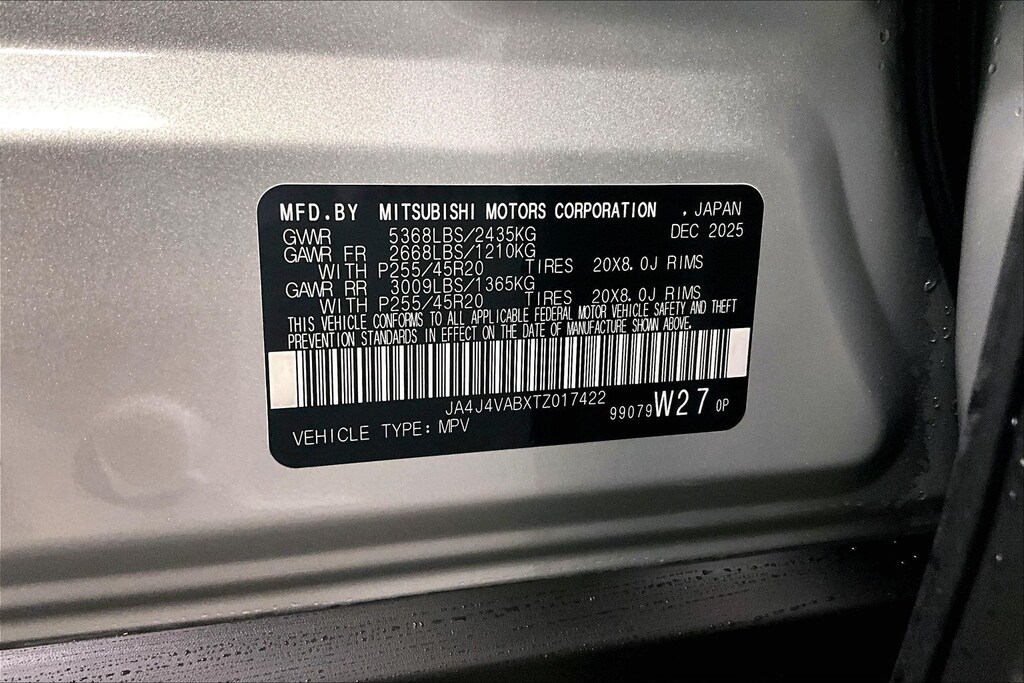 MFD.BY MITSUBISHI MOTORS CORPORATION , JAPAN
GVWR 5368LBS/2435KG DEC 2025
GAWR FR 2668LBS/1210KG
WITH P255/45R20 TIRES 20X8.0J RIMS
GAWR RR 3009LBS/1365KG
WITH P255/45R20 TIRES 20X8.0J RIMS
THIS VEHICLE CONFORMS TO ALL APPLICABLE FEDERAL MOTOR VEHICLE SAFETY AND THEFT
PREVENTION STANDARDS IN EFFECT ON THE DATE OF MANUFACTURE SHOWN ABOVE.
JA4J4VABXTZ017422
99079 W27 0P
VEHICLE TYPE: MPV